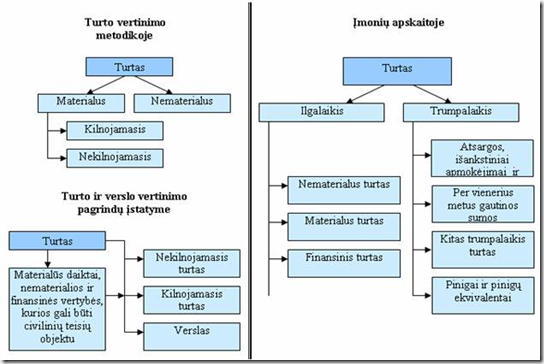 Turto vertinimo
metodikoje
Turtas
Materialus
Nematerialus
Kilnojamasis
Nekilnojamasis
Turto ir verslo vertinimo
pagrindų įstatyme
Turtas
Materialūs daiktai,
nematerialios ir
finansinės vertybės,
kurios gali būti
civilinių teisių
objektu
Nekilnojamasis
turtas
Kilnojamasis
turtas
Verslas
Įmonių apskaitoje
Turtas
Ilgalaikis
Trumpalaikis
Nematerialus turtas
Materialus turtas
Finansinis turtas
Atsargos,
išankstiniai
apmokėjimai ir
Per vienerius
metus gautinos
sumos
Kitas trumpalaikis
turtas
Pinigai ir pinigų
ekvivalentai